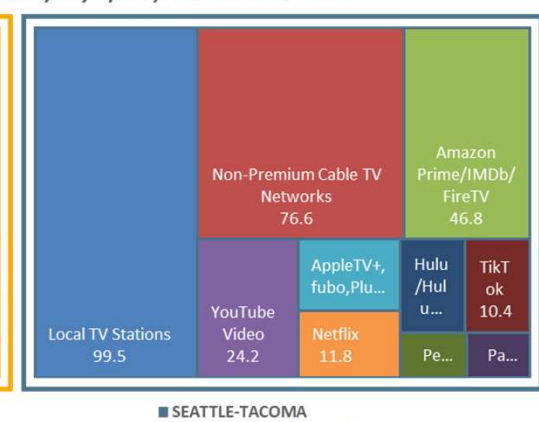 Local TV Stations
99.5
Non-Premium Cable TV
Networks
76.6
Amazon
Prime/IMDb/
FireTV
46.8
YouTube
Video
24.2
AppleTV+,
fubo,Plu...
Netflix
11.8
Hulu
/Hul
u...
TikT
ok
10.4
Pe...
Pa...
SEATTLE-TACOMA